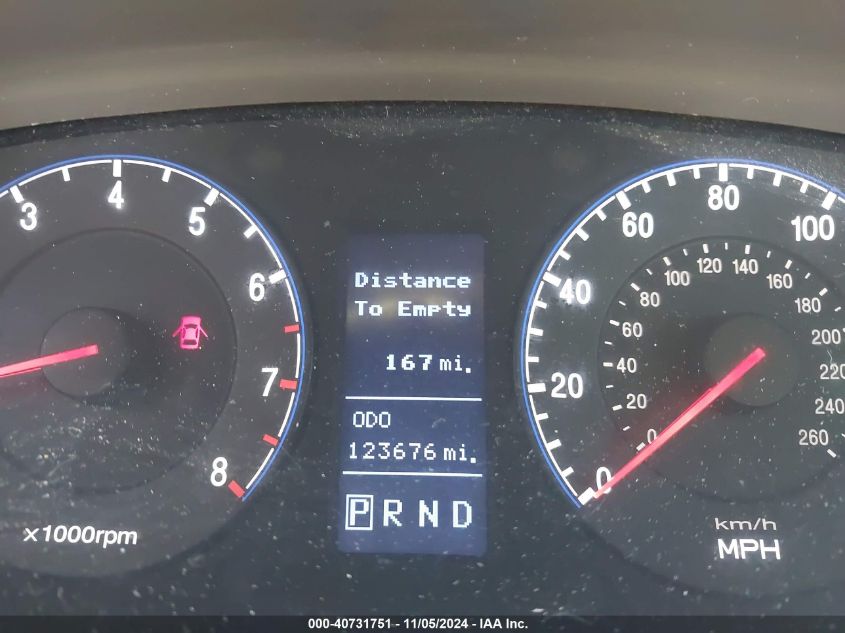 3
4
5
6
7
8
×1000rpm
Distance
To Empty
167 mi.
ODO
123676 mi.
P R N D
0
20
40
60
80
100
0
20
40
60
80
100
120
140
160
180
200
220
240
260
km/h
MPH
000-40731751 - 11/05/2024 - IAA Inc.